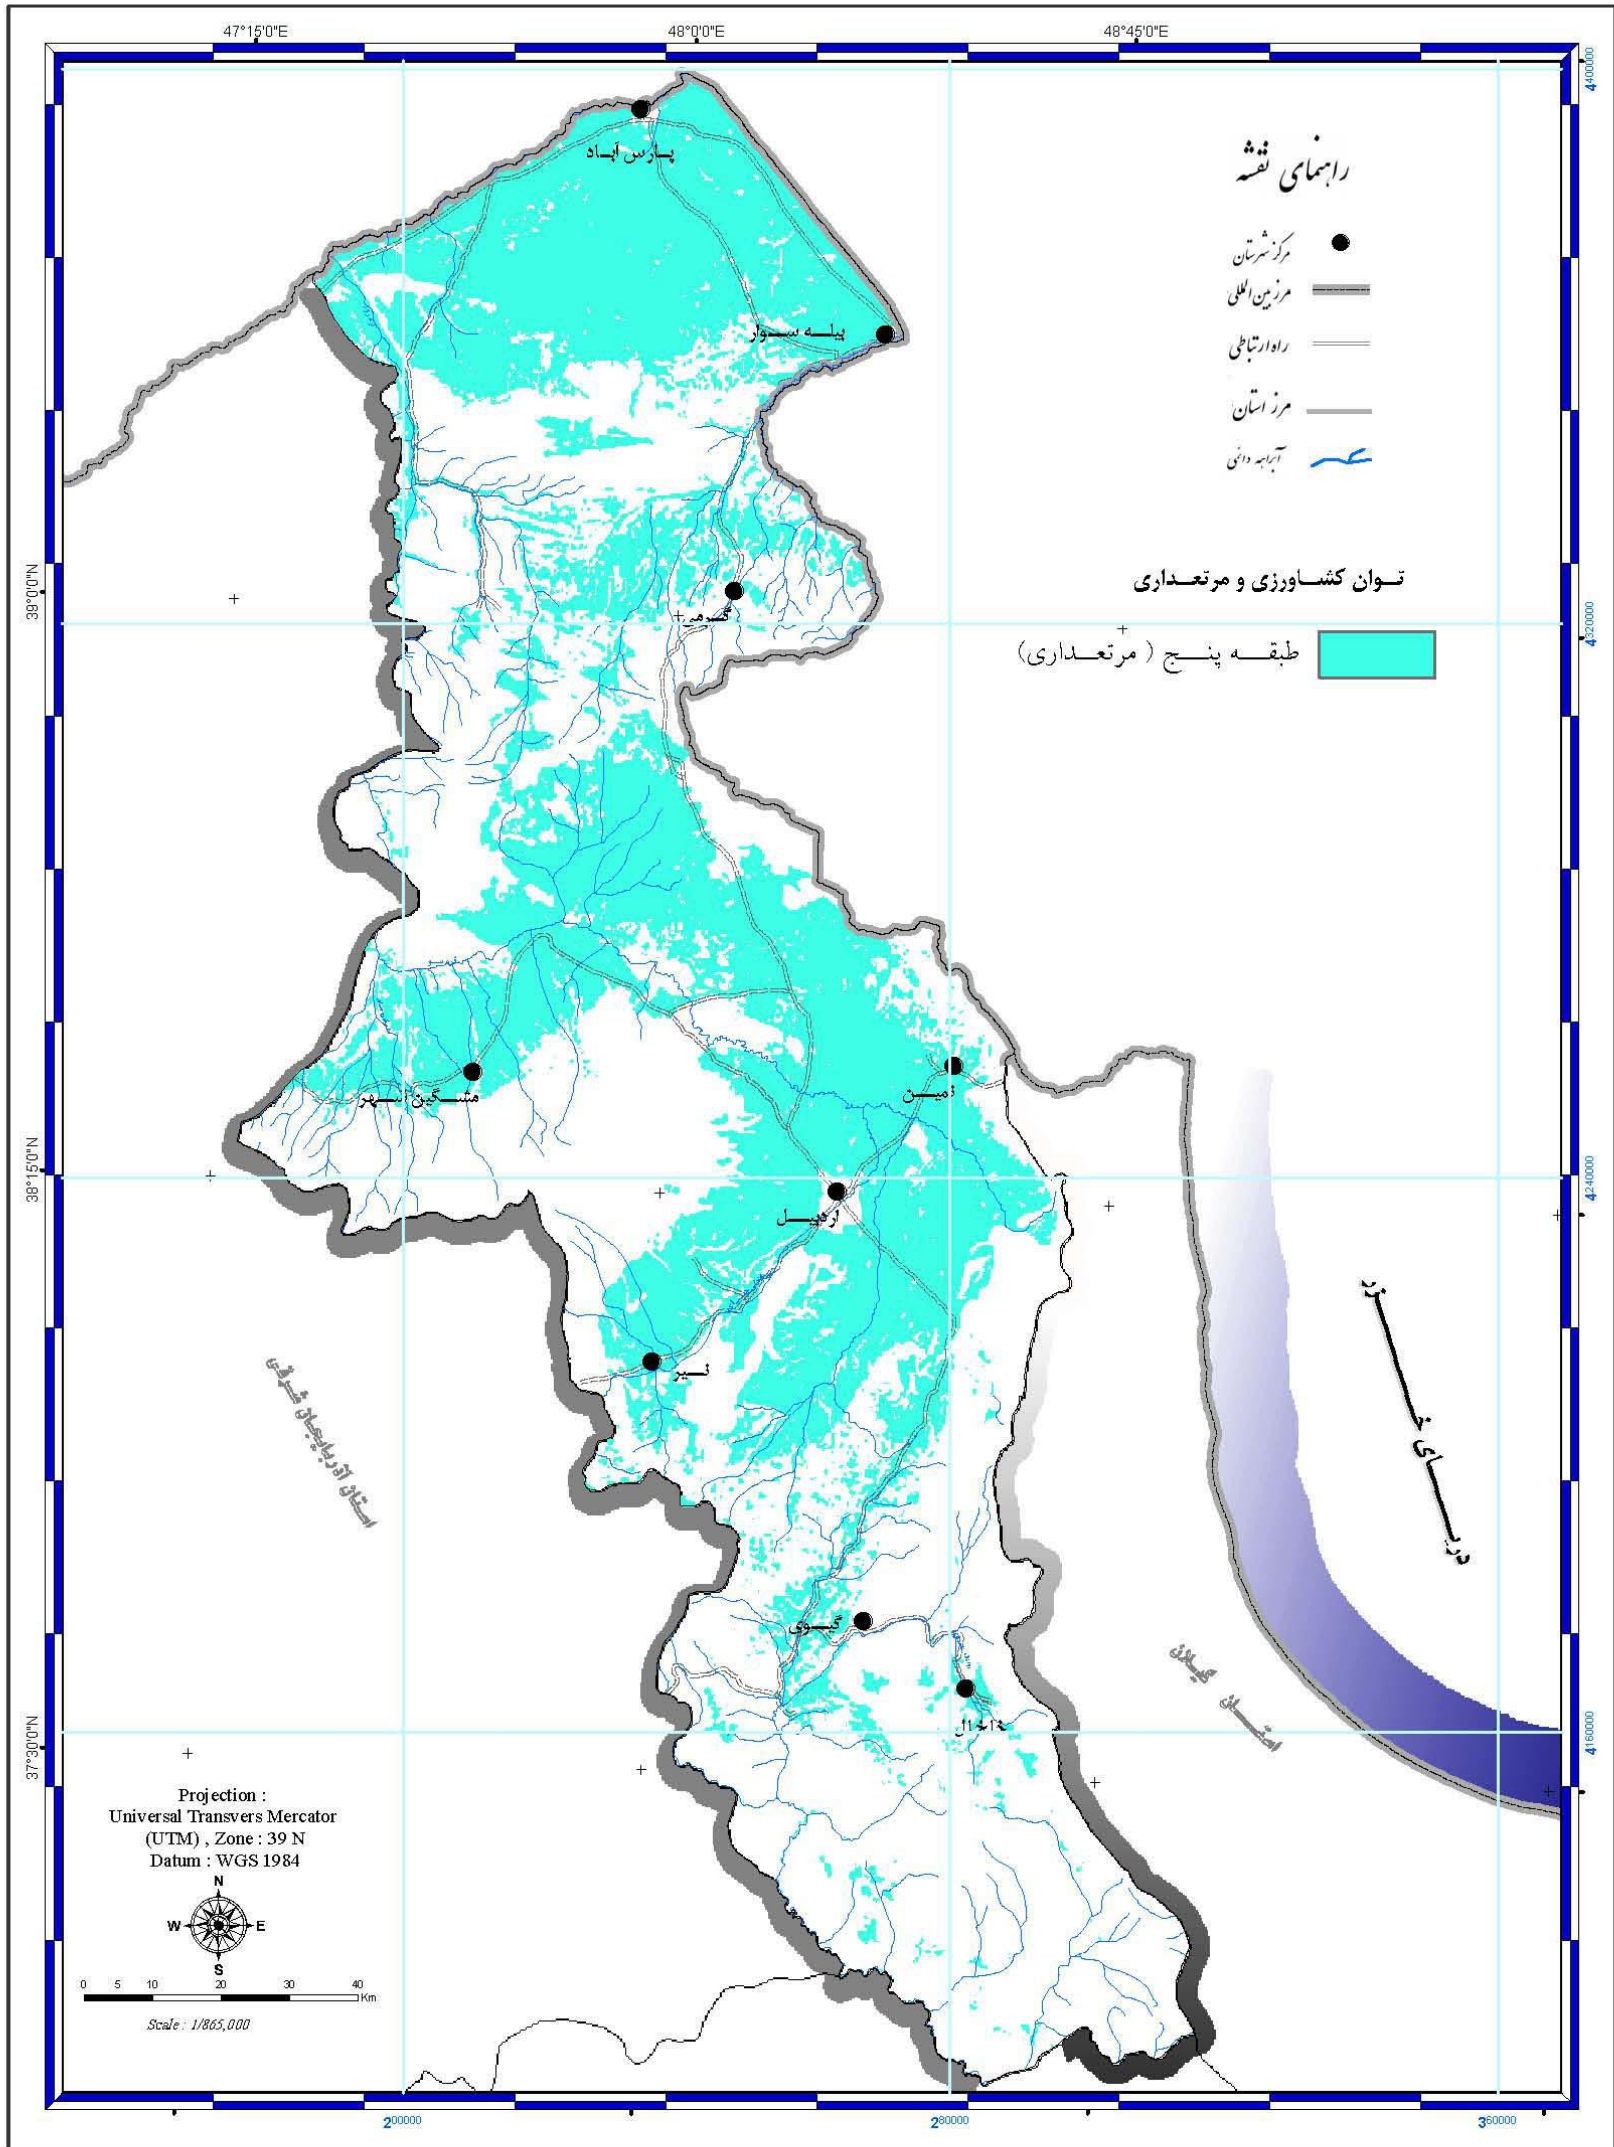 47°15'0"E
48°0'0"E
48°45'0"E
4400000
پارس آباد
راهنمای نقشه
مرکز شهرستان
مرز بین المللی
پیله سوار
راه ارتباطی
مرز استان
آبراهه دائمی
39°0'0"N
توان کشاورزی و مرتعداری
گرمی
4320000
طبقه پنج ( مرتعداری)
مشگین شهر
نمین
38°15'0"N
4240000
اردبیل
دریای خزر
نیر
استان آذربایجان شرقی
گیوی
استان گیلان
خلخال
37°30'0"N
4160000
Projection :
Universal Transvers Mercator
(UTM) , Zone : 39 N
Datum : WGS 1984
N
W E
S
0 5 10 20 30 40
Km
Scale : 1/865,000
200000
280000
360000